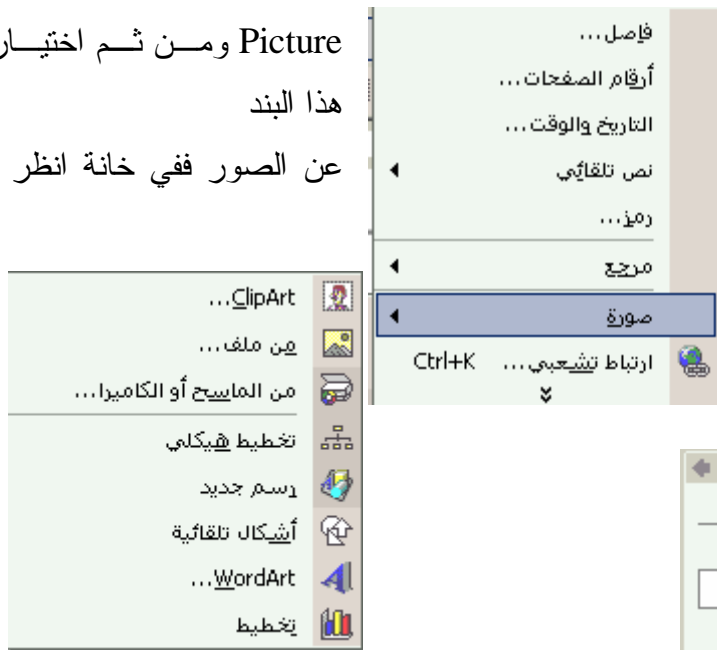 Picture ومن ثم اختيار
هذا البند
عن الصور ففي خانة انظر
فاصل...
أرقام الصفحات...
التاريخ والوقت...
نص تلقائي
رمز...
مرجع
صورة
ارتباط تشعبي... Ctrl+K
ClipArt...
من ملف...
من الماسح أو الكاميرا...
تخطيط هيكلي
رسم جديد
أشكال تلقائية
WordArt...
تخطيط